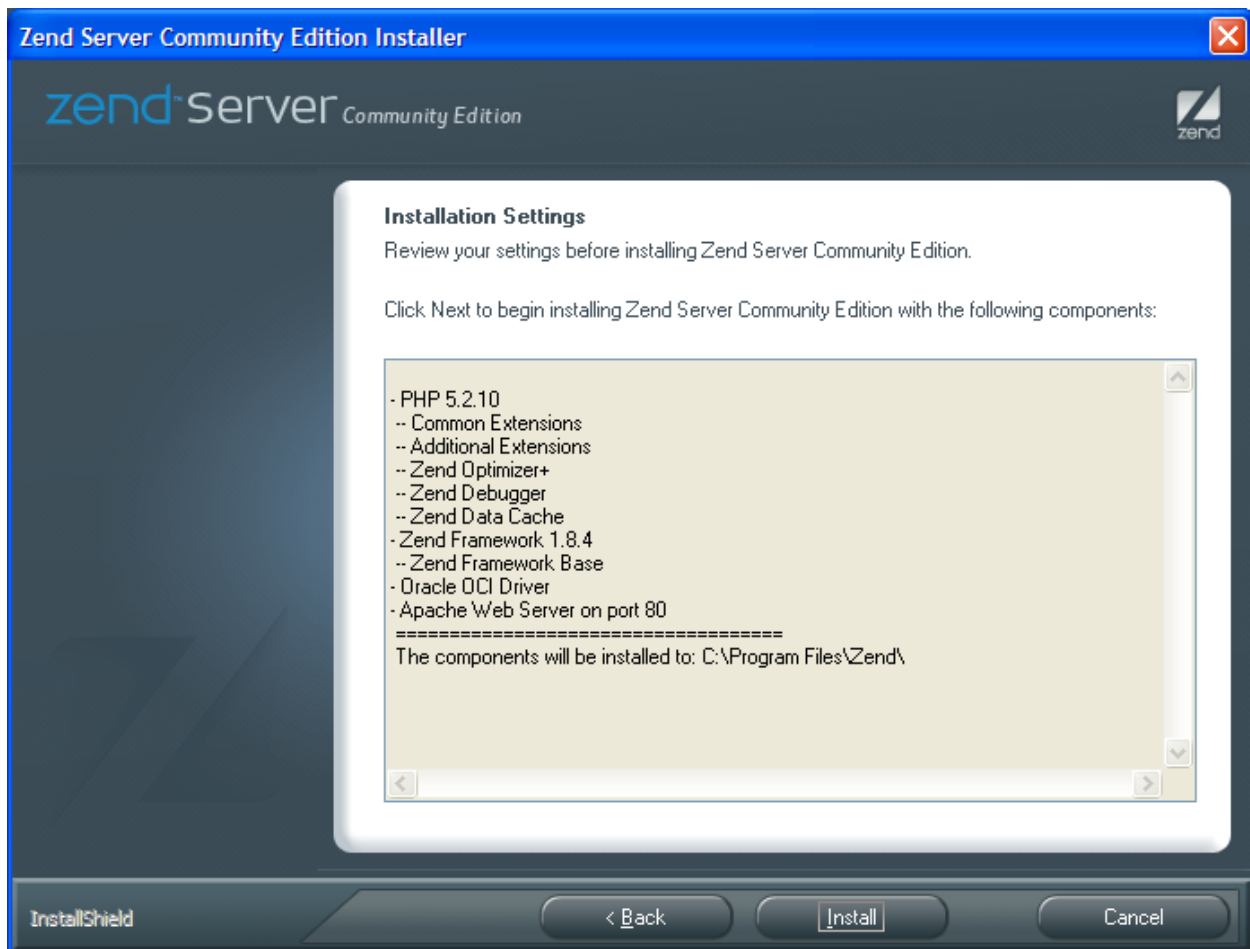 Zend Server Community Edition Installer
zend™ server Community Edition
zend
Installation Settings
Review your settings before installing Zend Server Community Edition.
Click Next to begin installing Zend Server Community Edition with the following components:
- PHP 5.2.10
-- Common Extensions
-- Additional Extensions
-- Zend Optimizer+
-- Zend Debugger
-- Zend Data Cache
- Zend Framework 1.8.4
-- Zend Framework Base
- Oracle OCI Driver
- Apache Web Server on port 80
====================================
The components will be installed to: C:\Program Files\Zend\
InstallShield
< Back
Install
Cancel